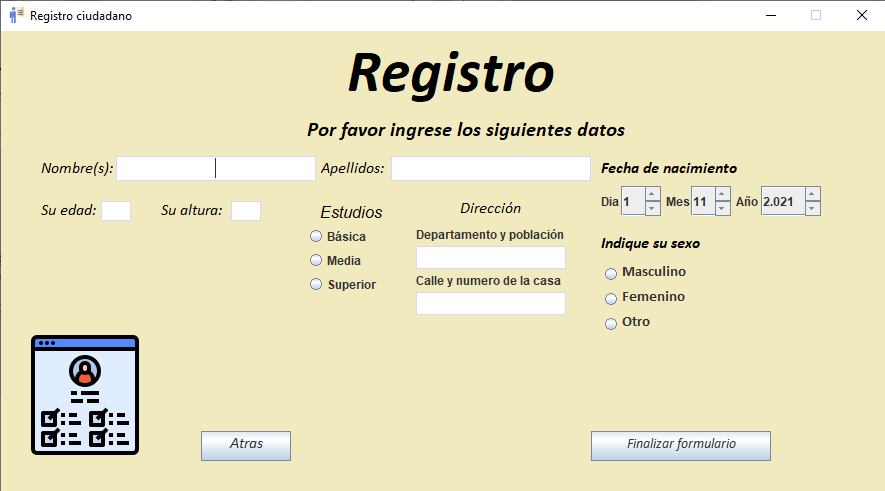 Registro ciudadano
Registro
Por favor ingrese los siguientes datos
Nombre(s):
Apellidos:
Fecha de nacimiento
Dia 1 Mes 11 Año 2.021
Su edad:
Su altura:
Estudios
Básica
Media
Superior
Dirección
Departamento y población
Calle y numero de la casa
Indique su sexo
Masculino
Femenino
Otro
Atras
Finalizar formulario